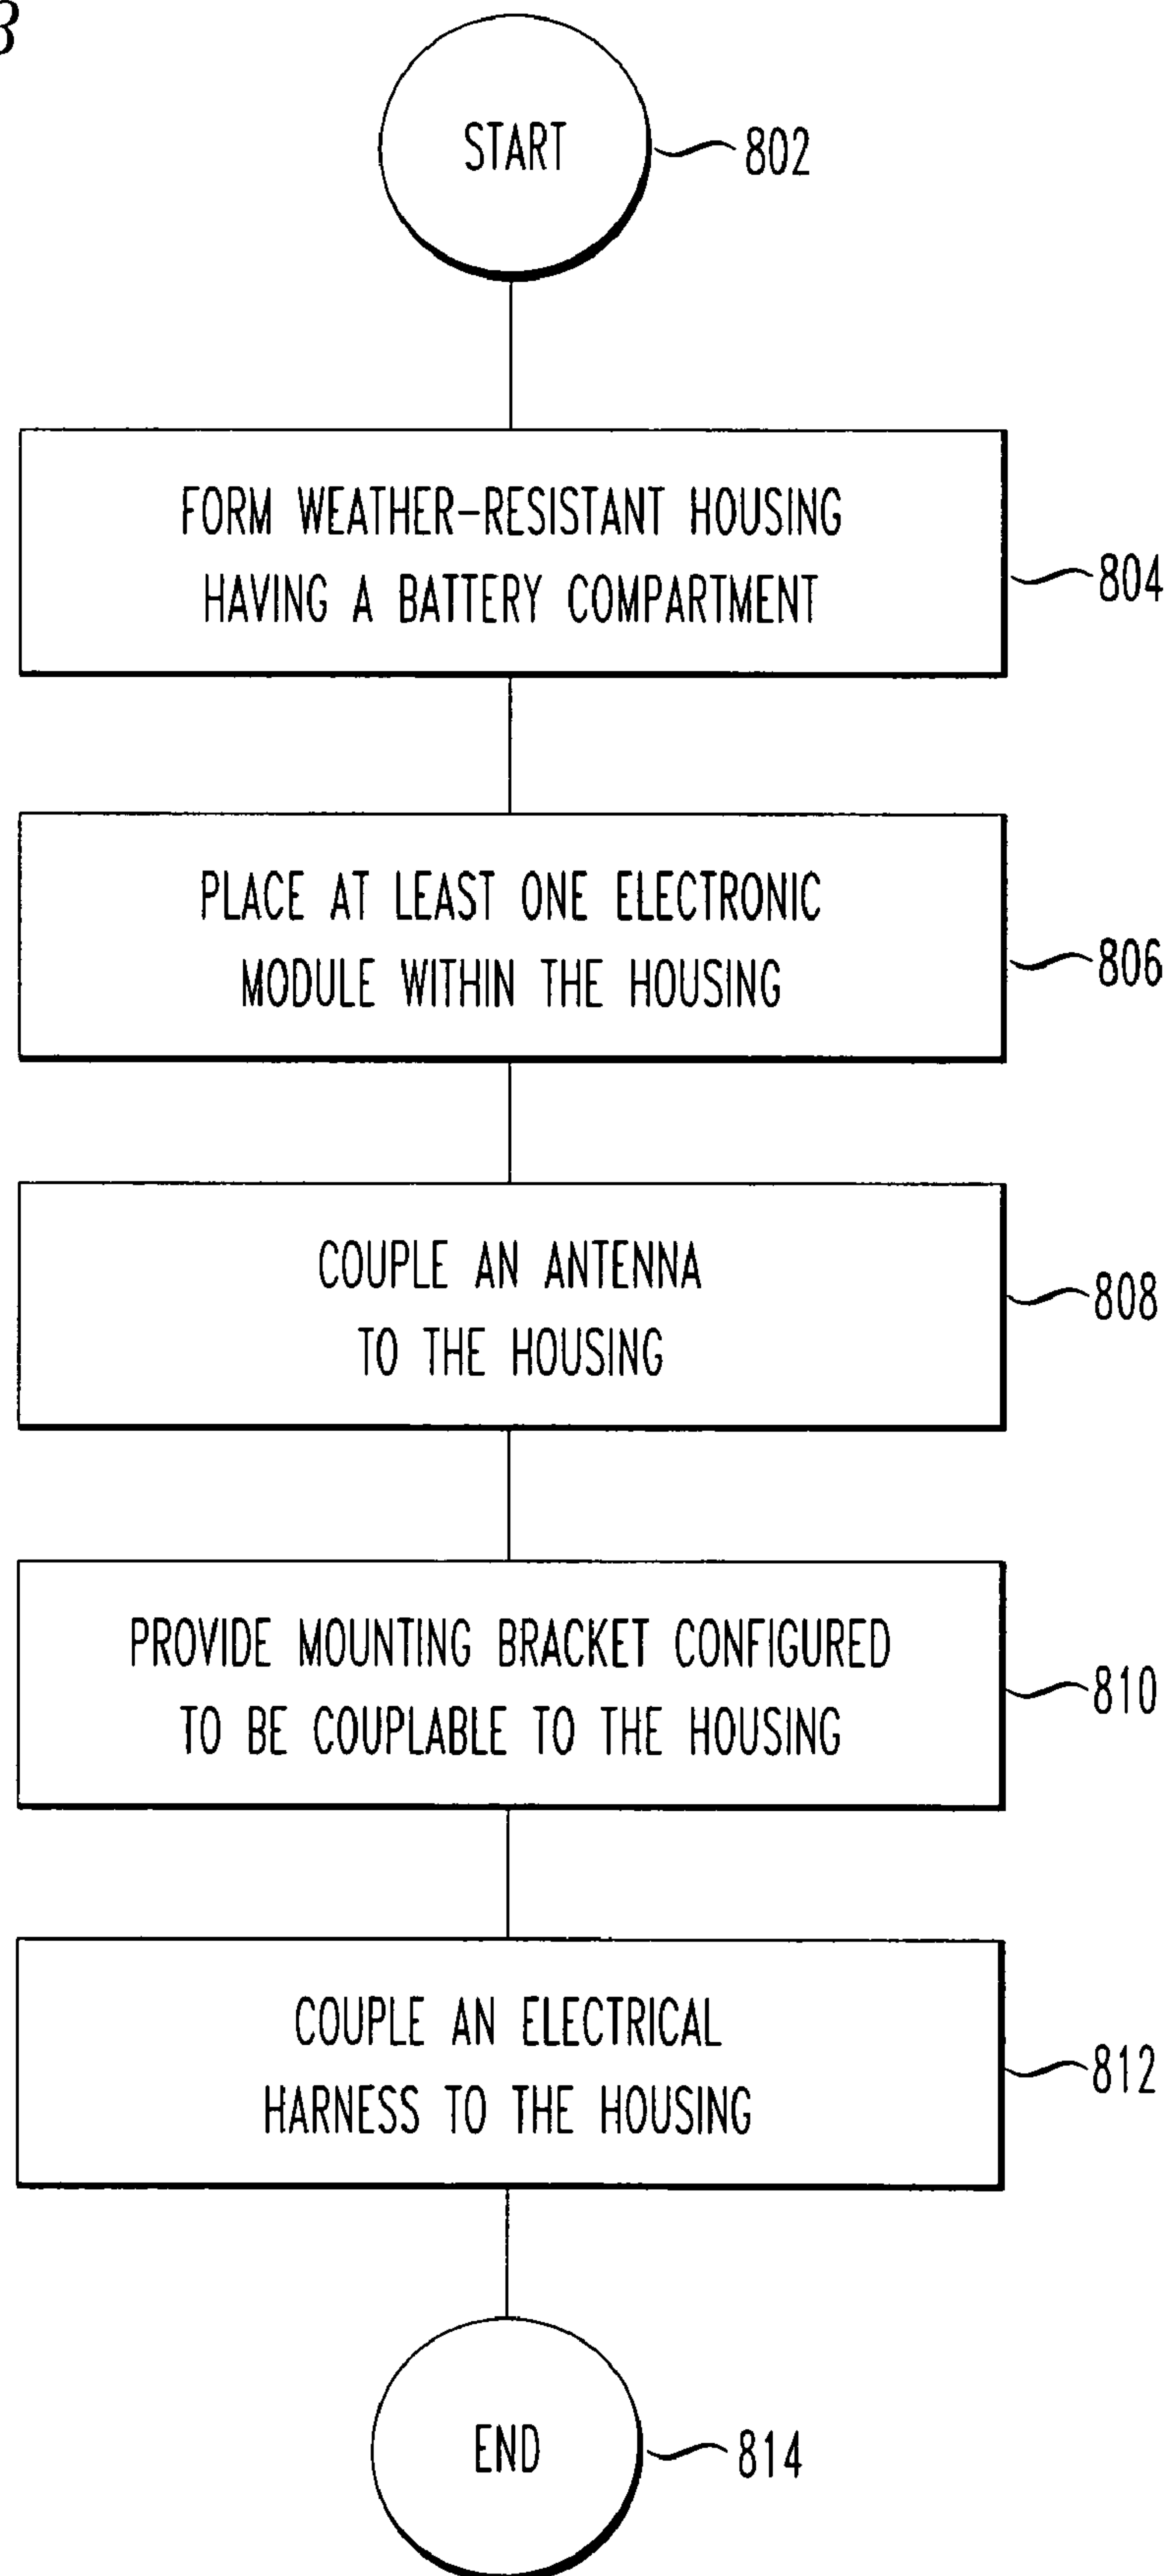 START
802
FORM WEATHER-RESISTANT HOUSING
HAVING A BATTERY COMPARTMENT
804
PLACE AT LEAST ONE ELECTRONIC
MODULE WITHIN THE HOUSING
806
COUPLE AN ANTENNA
TO THE HOUSING
808
PROVIDE MOUNTING BRACKET CONFIGURED
TO BE COUPLABLE TO THE HOUSING
810
COUPLE AN ELECTRICAL
HARNESS TO THE HOUSING
812
END
814